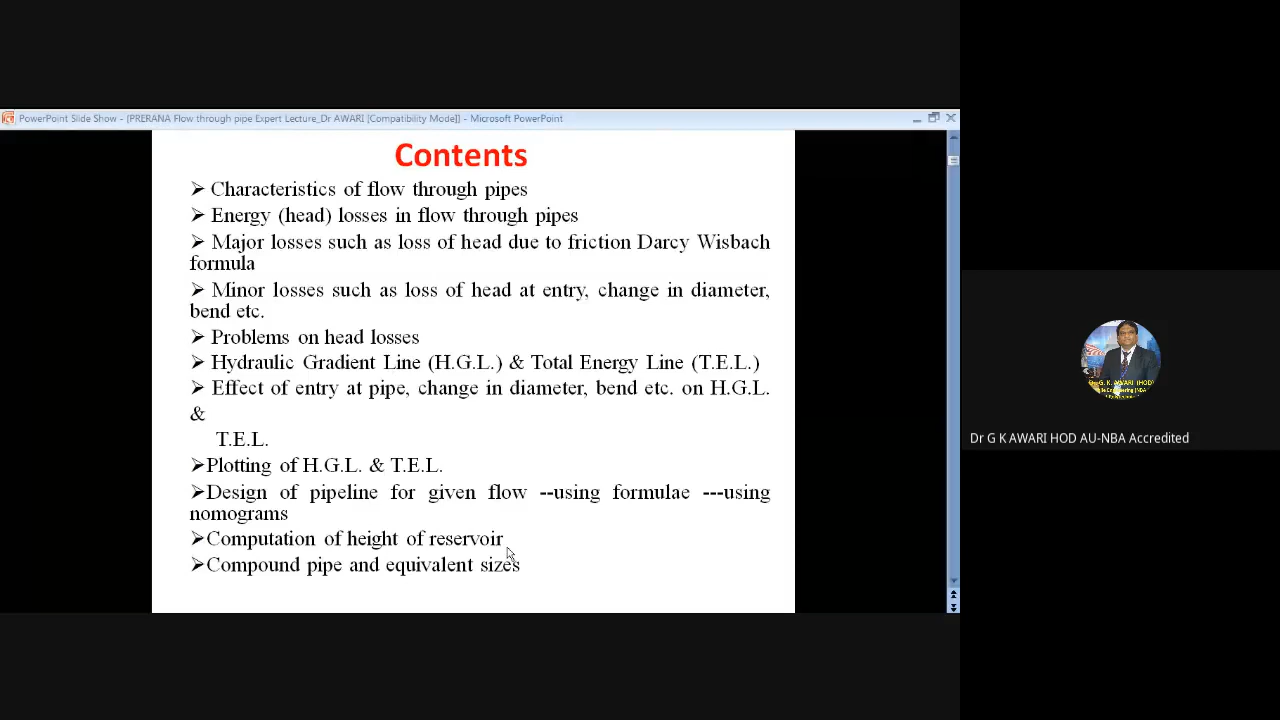 PowerPoint Slide Show - (PRERANA Flow through pipe Expert Lecture_Dr AWARI [Compatibility Mode]) - Microsoft PowerPoint
Contents
➢ Characteristics of flow through pipes
➢ Energy (head) losses in flow through pipes
➢ Major losses such as loss of head due to friction Darcy Wisbach
formula
➢ Minor losses such as loss of head at entry, change in diameter,
bend etc.
➢ Problems on head losses
➢ Hydraulic Gradient Line (H.G.L.) & Total Energy Line (T.E.L.)
➢ Effect of entry at pipe, change in diameter, bend etc. on H.G.L.
&
T.E.L.
➢Plotting of H.G.L. & T.E.L.
➢Design of pipeline for given flow --using formulae ---using
nomograms
➢Computation of height of reservoir
➢Compound pipe and equivalent sizes
G. K. AWARI (HOD)
Dr G K AWARI HOD AU-NBA Accredited